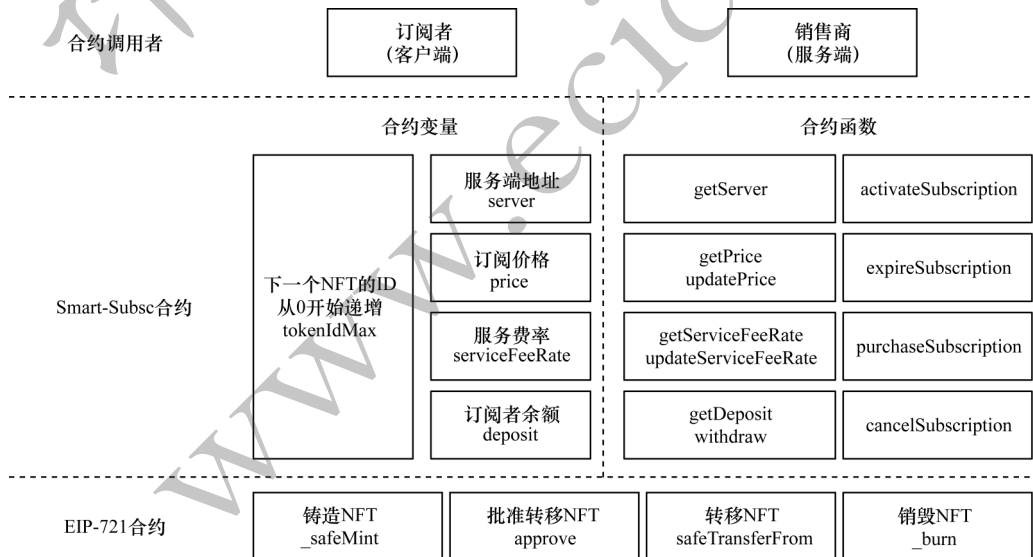 合约调用者
订阅者
(客户端)
销售商
(服务端)
合约变量
合约函数
Smart-Subsc合约
下一个NFT的ID
从0开始递增
tokenIdMax
服务端地址
server
订阅价格
price
服务费率
serviceFeeRate
订阅者余额
deposit
getServer
activateSubscription
getPrice
updatePrice
expireSubscription
getServiceFeeRate
updateServiceFeeRate
purchaseSubscription
getDeposit
withdraw
cancelSubscription
EIP-721合约
铸造NFT
_safeMint
批准转移NFT
approve
转移NFT
safeTransferFrom
销毁NFT
_burn
www.ecic